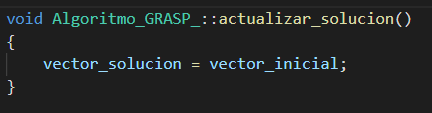 void Algoritmo_GRASP_::actualizar_solucion()
{
    vector_solucion = vector_inicial;
}